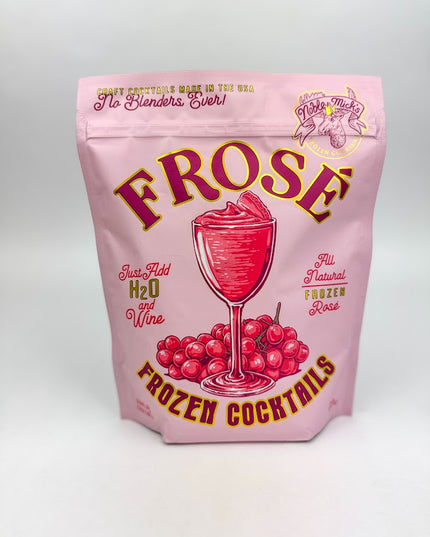 CRAFT COCKTAILS MADE IN THE USA
No Blenders, Ever!
Noble Mick's
FROSÉ
Just Add
H2O
and
Wine
All
Natural
FROZEN
Rosé
FROZEN COCKTAILS